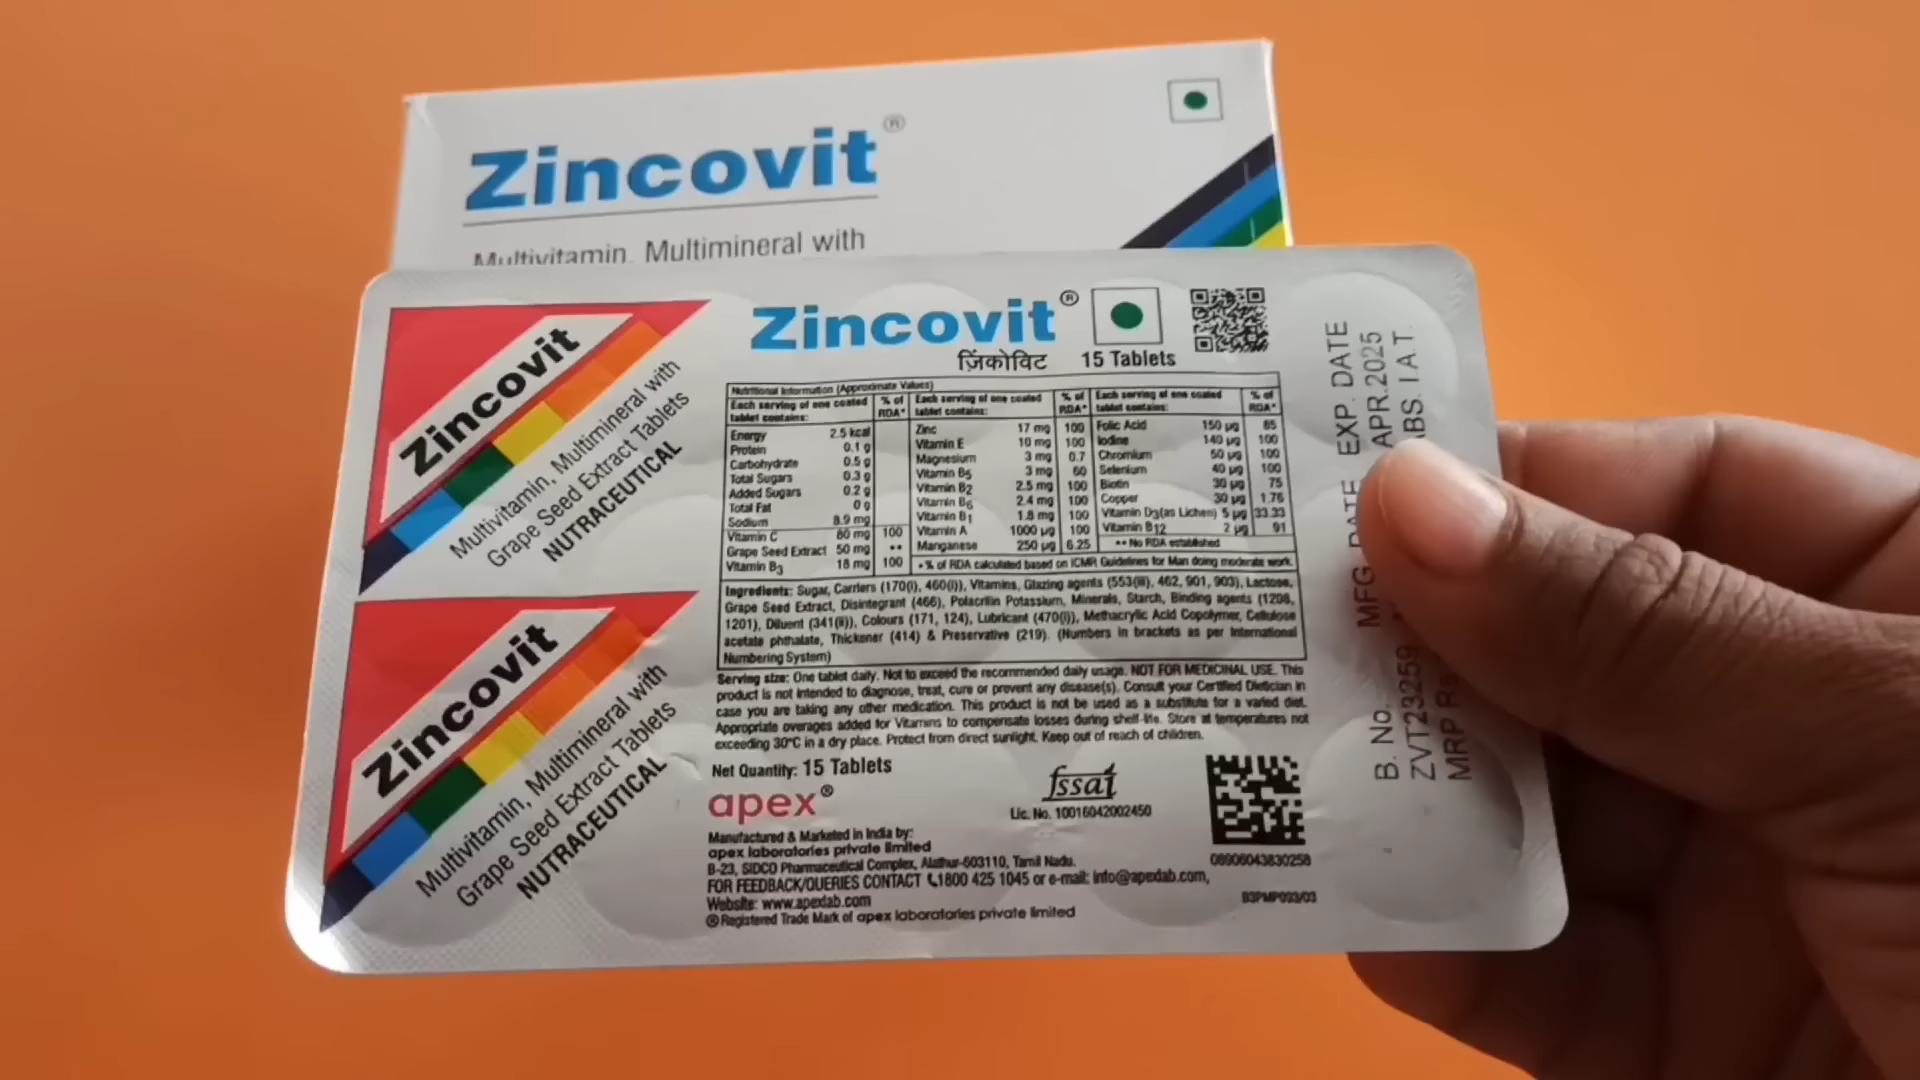 Zincovit®
Multivitamin, Multimineral with
Zincovit
Multivitamin, Multimineral with
Grape Seed Extract Tablets
NUTRACEUTICAL
Zincovit
Multivitamin, Multimineral with
Grape Seed Extract Tablets
NUTRACEUTICAL
Zincovit®
ज़िंकोविट 15 Tablets
Nutritional Information (Approximate Values)
Each serving of one coated tablet contains: % of RDA*
Energy 2.5 kcal
Protein 0.1 g
Carbohydrate 0.5 g
Total Sugars 0.3 g
Added Sugars 0.2 g
Total Fat 0 g
Sodium 8.9 mg
Vitamin C 80 mg 100
Grape Seed Extract 50 mg **
Vitamin B3 18 mg 100
Each serving of one coated tablet contains: % of RDA*
Zinc 17 mg 100
Vitamin E 10 mg 100
Magnesium 3 mg 0.7
Vitamin B5 3 mg 60
Vitamin B2 2.5 mg 100
Vitamin B6 2.4 mg 100
Vitamin B1 1.8 mg 100
Vitamin A 1000 µg 100
Manganese 250 µg 6.25
Each serving of one coated tablet contains: % of RDA*
Folic Acid 150 µg 85
Iodine 140 µg 100
Chromium 50 µg 100
Selenium 40 µg 100
Biotin 30 µg 75
Copper 30 µg 1.76
Vitamin D3(as Lichen) 5 µg 33.33
Vitamin B12 2 µg 91
** No RDA established
* % of RDA calculated based on ICMR Guidelines for Man doing moderate work.
Ingredients: Sugar, Carriers (170(i), 460(i)), Vitamins, Glazing agents (553(iii), 462, 901, 903), Lactose,
Grape Seed Extract, Disintegrant (466), Polacrilin Potassium, Minerals, Starch, Binding agents (1208,
1201), Diluent (341(ii)), Colours (171, 124), Lubricant (470(i)), Methacrylic Acid Copolymer, Cellulose
acetate phthalate, Thickener (414) & Preservative (219). (Numbers in brackets as per International
Numbering System)
Serving size: One tablet daily. Not to exceed the recommended daily usage. NOT FOR MEDICINAL USE. This
product is not intended to diagnose, treat, cure or prevent any disease(s). Consult your Certified Dietician in
case you are taking any other medication. This product is not be used as a substitute for a varied diet.
Appropriate overages added for Vitamins to compensate losses during shelf-life. Store at temperatures not
exceeding 30°C in a dry place. Protect from direct sunlight. Keep out of reach of children.
Net Quantity: 15 Tablets
apex®
fssai
Lic. No. 10016042002450
Manufactured & Marketed in India by:
apex laboratories private limited
B-23, SIDCO Pharmaceutical Complex, Alathur-603110, Tamil Nadu.
FOR FEEDBACK/QUERIES CONTACT 1800 425 1045 or e-mail: info@apexlab.com,
Website: www.apexlab.com
® Registered Trade Mark of apex laboratories private limited
08906043830258
B3PMP093/03
B. No. MFG DATE EXP. DATE
ZVT23259 APR.2025
MRP ABS. I.A.T.